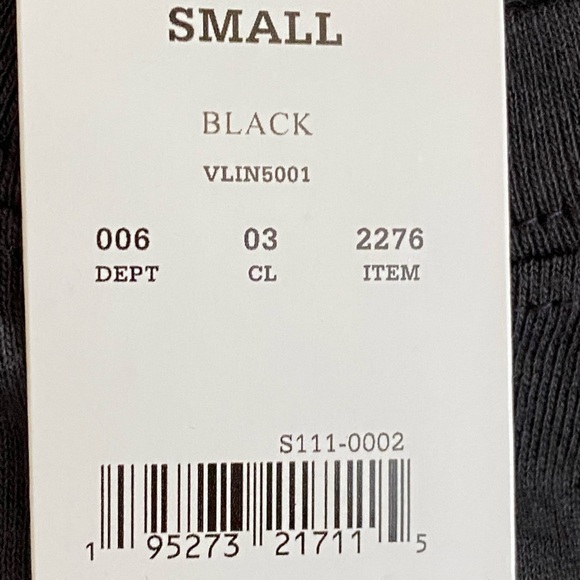 SMALL
BLACK
VLIN5001
006 03 2276
DEPT CL ITEM
S111-0002
1 95273 21711 5